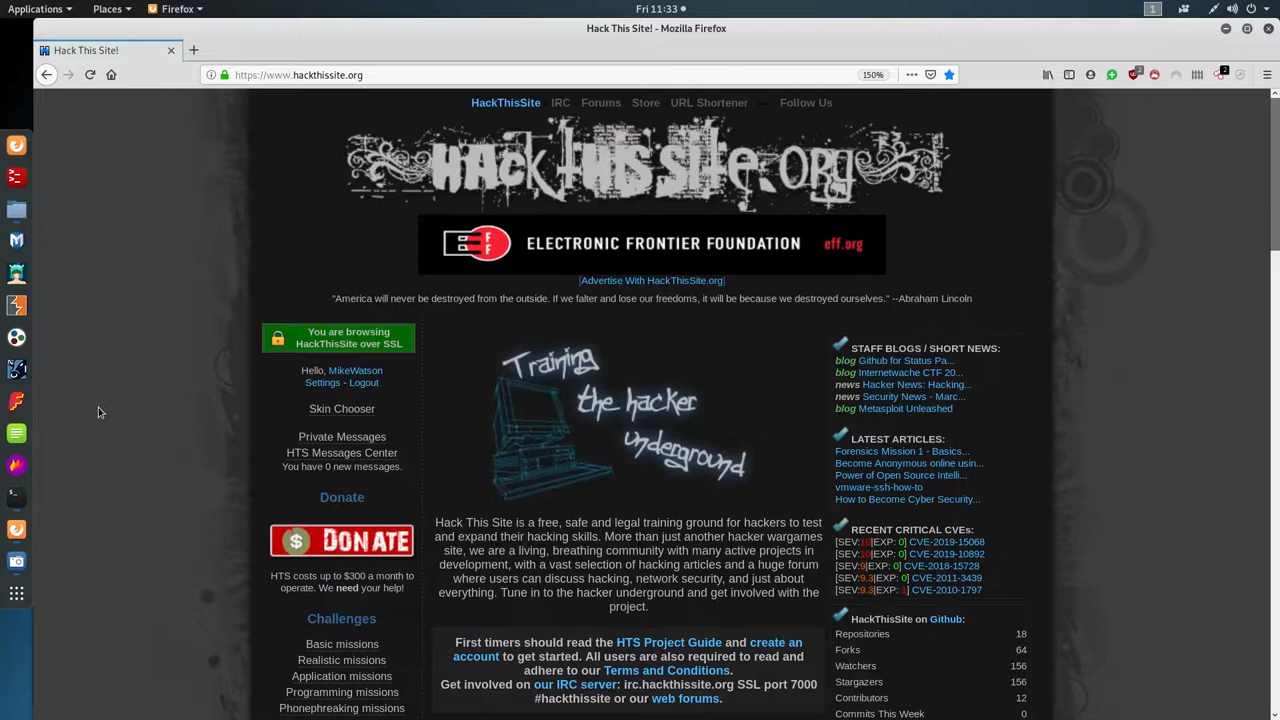 Applications
Places
Firefox
Fri 11:33
1
Hack This Site! - Mozilla Firefox
Hack This Site!
https://www.hackthissite.org
150%
2
2
HackThisSite IRC Forums Store URL Shortener --- Follow Us
HAck THIS SIte.ORG
EFF
ELECTRONIC FRONTIER FOUNDATION eff.org
[Advertise With HackThisSite.org]
"America will never be destroyed from the outside. If we falter and lose our freedoms, it will be because we destroyed ourselves." --Abraham Lincoln
You are browsing
HackThisSite over SSL
Hello, MikeWatson
Settings - Logout
Skin Chooser
Private Messages
HTS Messages Center
You have 0 new messages.
Donate
$ DONATE
HTS costs up to $300 a month to
operate. We need your help!
Challenges
Basic missions
Realistic missions
Application missions
Programming missions
Phonephreaking missions
Training
the hacker
underground
Hack This Site is a free, safe and legal training ground for hackers to test
and expand their hacking skills. More than just another hacker wargames
site, we are a living, breathing community with many active projects in
development, with a vast selection of hacking articles and a huge forum
where users can discuss hacking, network security, and just about
everything. Tune in to the hacker underground and get involved with the
project.
First timers should read the HTS Project Guide and create an
account to get started. All users are also required to read and
adhere to our Terms and Conditions.
Get involved on our IRC server: irc.hackthissite.org SSL port 7000
#hackthissite or our web forums.
STAFF BLOGS / SHORT NEWS:
blog Github for Status Pa...
blog Internetwache CTF 20...
news Hacker News: Hacking...
news Security News - Marc...
blog Metasploit Unleashed
LATEST ARTICLES:
Forensics Mission 1 - Basics...
Become Anonymous online usin...
Power of Open Source Intelli...
vmware-ssh-how-to
How to Become Cyber Security...
RECENT CRITICAL CVEs:
[SEV:10|EXP: 0] CVE-2019-15068
[SEV:10|EXP: 0] CVE-2019-10892
[SEV:9|EXP: 0] CVE-2018-15728
[SEV:9.3|EXP: 0] CVE-2011-3439
[SEV:9.3|EXP: 1] CVE-2010-1797
HackThisSite on Github:
Repositories 18
Forks 64
Watchers 156
Stargazers 156
Contributors 12
Commits This Week 0